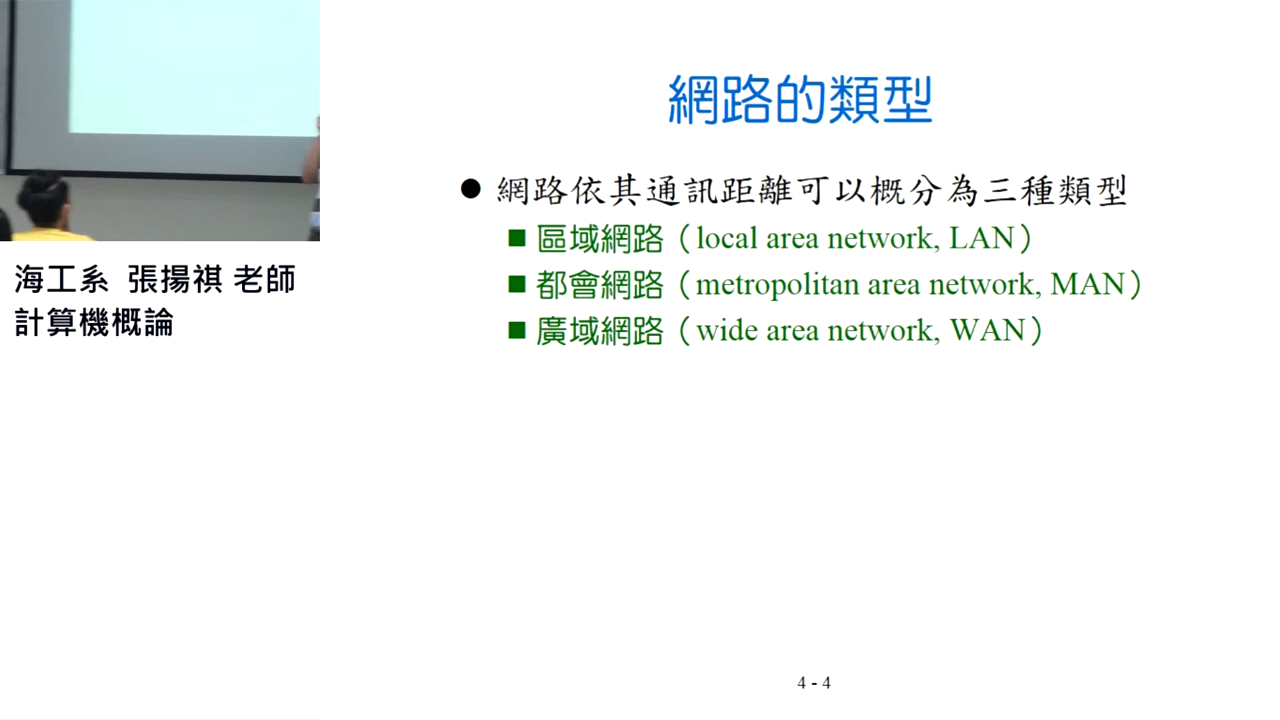 海工系 張揚祺 老師
計算機概論
網路的類型
● 網路依其通訊距離可以概分為三種類型
■ 區域網路（local area network, LAN）
■ 都會網路（metropolitan area network, MAN）
■ 廣域網路（wide area network, WAN）
4 - 4